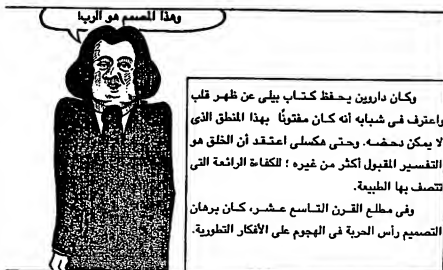 وهذا المصمم هو الرب!
وكان داروين يحفظ كتاب بيلى عن ظهر قلب
واعترف فى شبابه أنه كان مفتونًا بهذا المنطق الذى
لا يمكن دحضه. وحتى هكسلى اعتقد أن الخلق هو
التفسير المقبول أكثر من غيره ؛ للكفاءة الرائعة التى
تتصف بها الطبيعة.
وفى مطلع القرن التاسع عشر، كان برهان
التصميم رأس الحربة فى الهجوم على الأفكار التطورية.